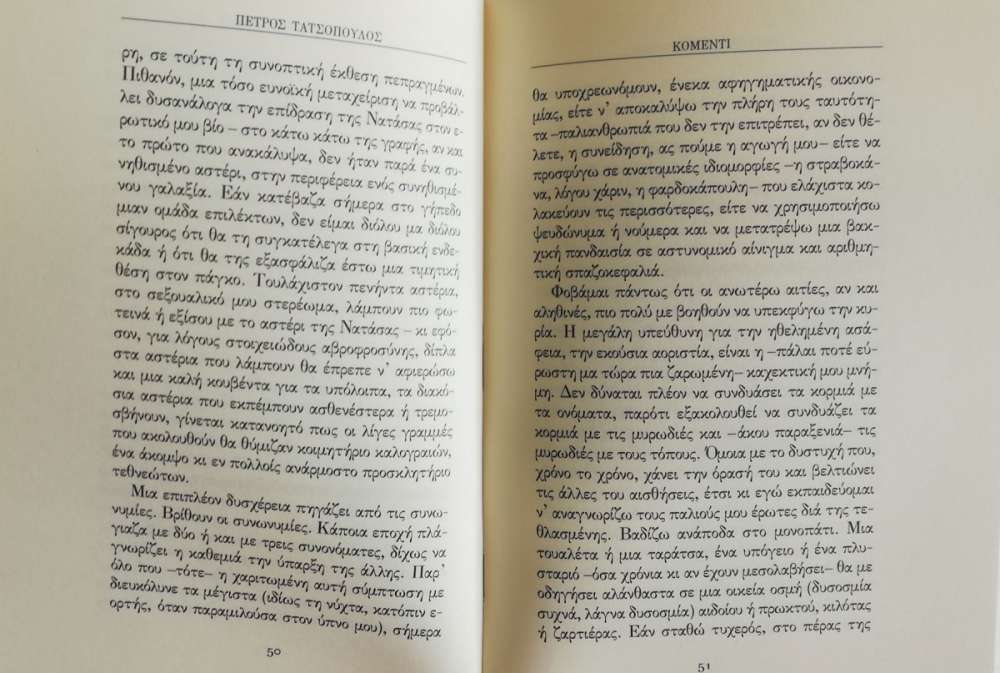 ΠΕΤΡΟΣ ΤΑΤΣΟΠΟΥΛΟΣ
ρη, σε τούτη τη συνοπτική έκθεση πεπραγμένων.
Πιθανόν, μια τόσο ευνοϊκή μεταχείριση να προβάλ-
λει δυσανάλογα την επίδραση της Νατάσας στον ε-
ρωτικό μου βίο – στο κάτω κάτω της γραφής, αν και
το πρώτο που ανακάλυψα, δεν ήταν παρά ένα συ-
νηθισμένο αστέρι, στην περιφέρεια ενός συνηθισμέ-
νου γαλαξία. Εάν κατέβαζα σήμερα στο γήπεδο
μιαν ομάδα επιλέκτων, δεν είμαι διόλου μα διόλου
σίγουρος ότι θα τη συγκατέλεγα στη βασική ενδε-
κάδα ή ότι θα της εξασφάλιζα έστω μια τιμητική
θέση στον πάγκο. Τουλάχιστον πενήντα αστέρια,
στο σεξουαλικό μου στερέωμα, λάμπουν πιο φω-
τεινά ή εξίσου με το αστέρι της Νατάσας – κι εφό-
σον, για λόγους στοιχειώδους αβροφροσύνης, δίπλα
στα αστέρια που λάμπουν θα έπρεπε ν' αφιερώσω
και μια καλή κουβέντα για τα υπόλοιπα, τα διακό-
σια αστέρια που εκπέμπουν ασθενέστερα ή τρεμο-
σβήνουν, γίνεται κατανοητό πως οι λίγες γραμμές
που ακολουθούν θα θύμιζαν κοιμητήριο καλογραιών,
ένα άκομψο κι εν πολλοίς ανάρμοστο προσκλητήριο
τεθνεώτων.
Μια επιπλέον δυσχέρεια πηγάζει από τις συνω-
νυμίες. Βρίθουν οι συνωνυμίες. Κάποια εποχή πλά-
γιαζα με δύο ή και με τρεις συνονόματες, δίχως να
γνωρίζει η καθεμιά την ύπαρξη της άλλης. Παρ'
όλο που –τότε– η χαριτωμένη αυτή σύμπτωση με
διευκόλυνε τα μέγιστα (ιδίως τη νύχτα, κατόπιν ε-
ορτής, όταν παραμιλούσα στον ύπνο μου), σήμερα
50
ΚΟΜΕΝΤΙ
θα υποχρεωνόμουν, ένεκα αφηγηματικής οικονο-
μίας, είτε ν' αποκαλύψω την πλήρη τους ταυτότη-
τα –παλιανθρωπιά που δεν την επιτρέπει, αν δεν θέ-
λετε, η συνείδηση, ας πούμε η αγωγή μου– είτε να
προσφύγω σε ανατομικές ιδιομορφίες –η στραβοκά-
να, λόγου χάριν, η φαρδοκάπουλη– που ελάχιστα κο-
λακεύουν τις περισσότερες, είτε να χρησιμοποιήσω
ψευδώνυμα ή νούμερα και να μετατρέψω μια βακ-
χική πανδαισία σε αστυνομικό αίνιγμα και αριθμη-
τική σπαζοκεφαλιά.
Φοβάμαι πάντως ότι οι ανωτέρω αιτίες, αν και
αληθινές, πιο πολύ με βοηθούν να υπεκφύγω την κυ-
ρία. Η μεγάλη υπεύθυνη για την ηθελημένη ασά-
φεια, την εκούσια αοριστία, είναι η –πάλαι ποτέ εύ-
ρωστη μα τώρα πια ζαρωμένη– καχεκτική μου μνή-
μη. Δεν δύναται πλέον να συνδυάσει τα κορμιά με
τα ονόματα, παρότι εξακολουθεί να συνδυάζει τα
κορμιά με τις μυρωδιές και –άκου παραξενιά– τις
μυρωδιές με τους τόπους. Όμοια με το δυστυχή που,
χρόνο το χρόνο, χάνει την όρασή του και βελτιώνει
τις άλλες του αισθήσεις, έτσι κι εγώ εκπαιδεύομαι
ν' αναγνωρίζω τους παλιούς μου έρωτες διά της τε-
θλασμένης. Βαδίζω ανάποδα στο μονοπάτι. Μια
τουαλέτα ή μια ταράτσα, ένα υπόγειο ή ένα πλυ-
σταριό –όσα χρόνια κι αν έχουν μεσολαβήσει– θα με
οδηγήσει αλάνθαστα σε μια οικεία οσμή (δυσοσμία
συχνά, λάγνα δυσοσμία) αιδοίου ή πρωκτού, κιλότας
ή ζαρτιέρας. Εάν σταθώ τυχερός, στο πέρας της
51